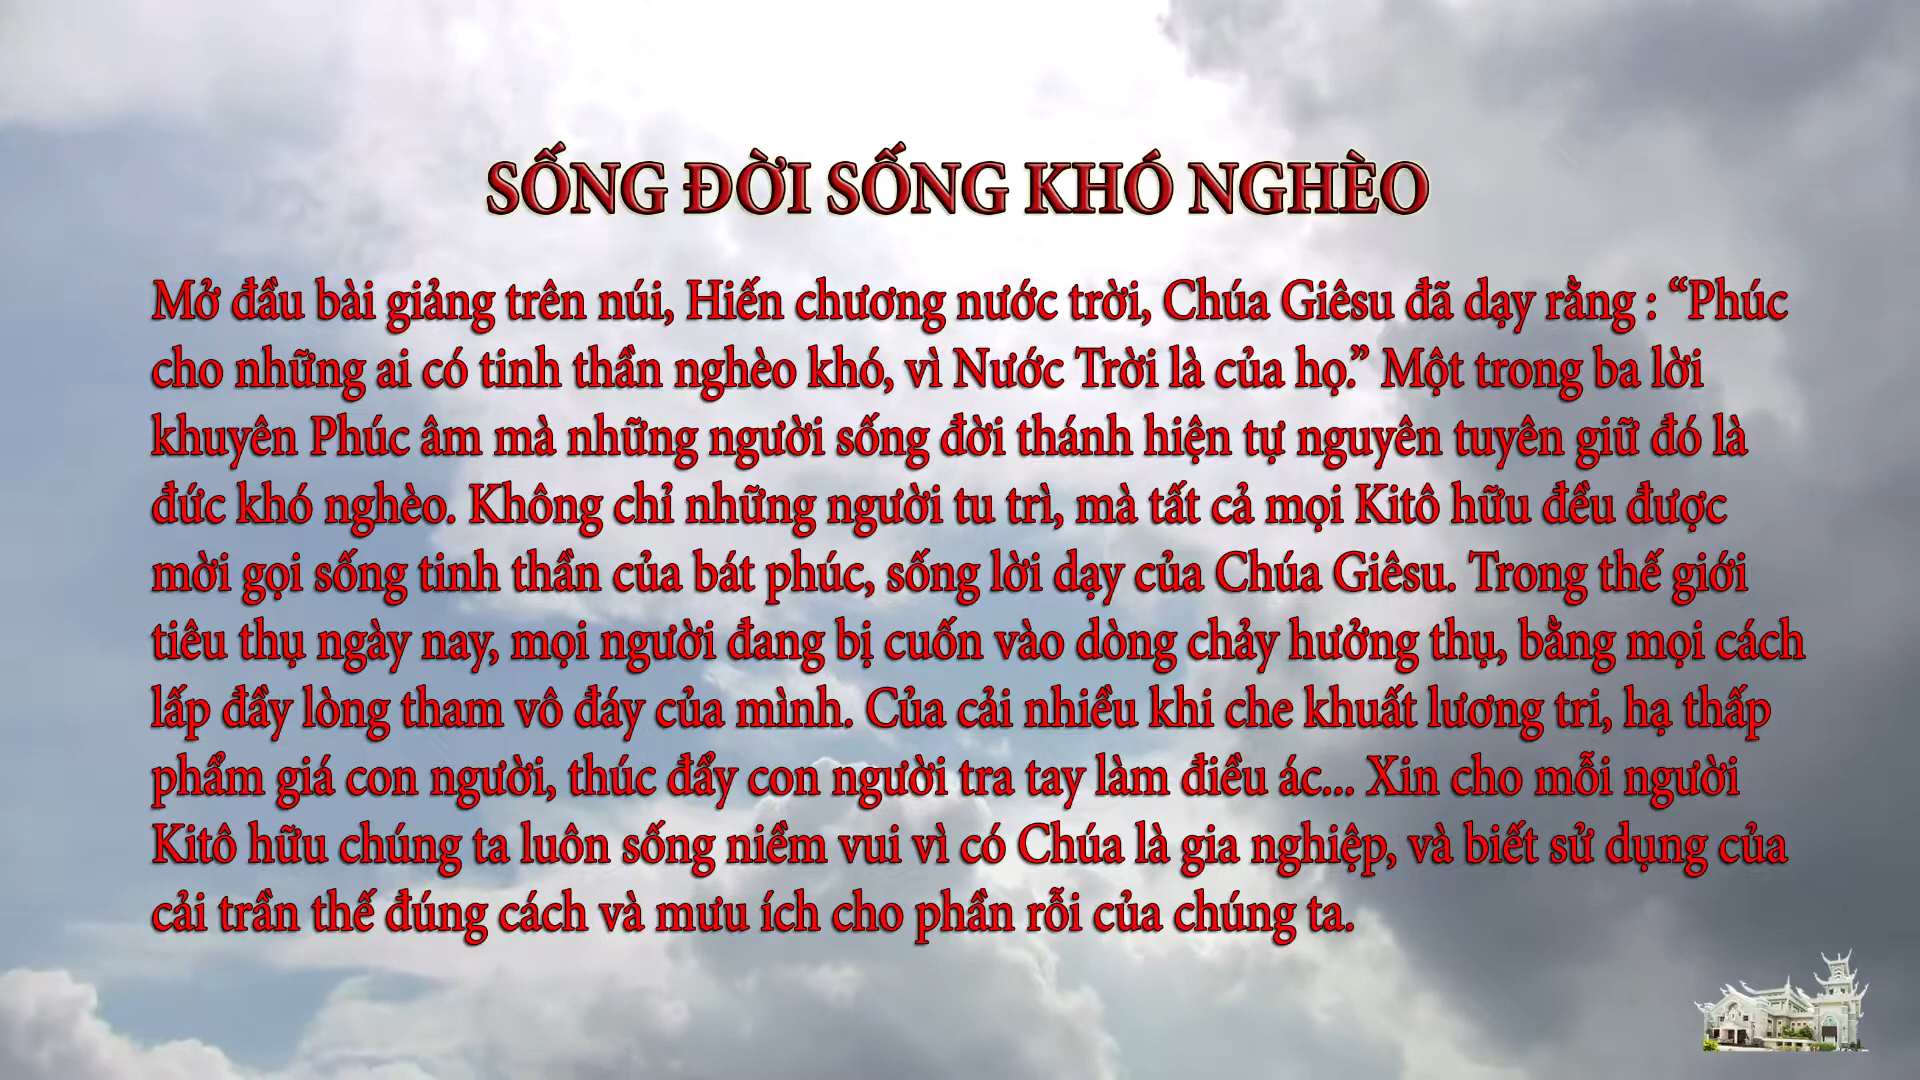 SỐNG ĐỜI SỐNG KHÓ NGHÈO
Mở đầu bài giảng trên núi, Hiến chương nước trời, Chúa Giêsu đã dạy rằng : “Phúc
cho những ai có tinh thần nghèo khó, vì Nước Trời là của họ.” Một trong ba lời
khuyên Phúc âm mà những người sống đời thánh hiện tự nguyên tuyên giữ đó là
đức khó nghèo. Không chỉ những người tu trì, mà tất cả mọi Kitô hữu đều được
mời gọi sống tinh thần của bát phúc, sống lời dạy của Chúa Giêsu. Trong thế giới
tiêu thụ ngày nay, mọi người đang bị cuốn vào dòng chảy hưởng thụ, bằng mọi cách
lấp đầy lòng tham vô đáy của mình. Của cải nhiều khi che khuất lương tri, hạ thấp
phẩm giá con người, thúc đẩy con người tra tay làm điều ác... Xin cho mỗi người
Kitô hữu chúng ta luôn sống niềm vui vì có Chúa là gia nghiệp, và biết sử dụng của
cải trần thế đúng cách và mưu ích cho phần rỗi của chúng ta.